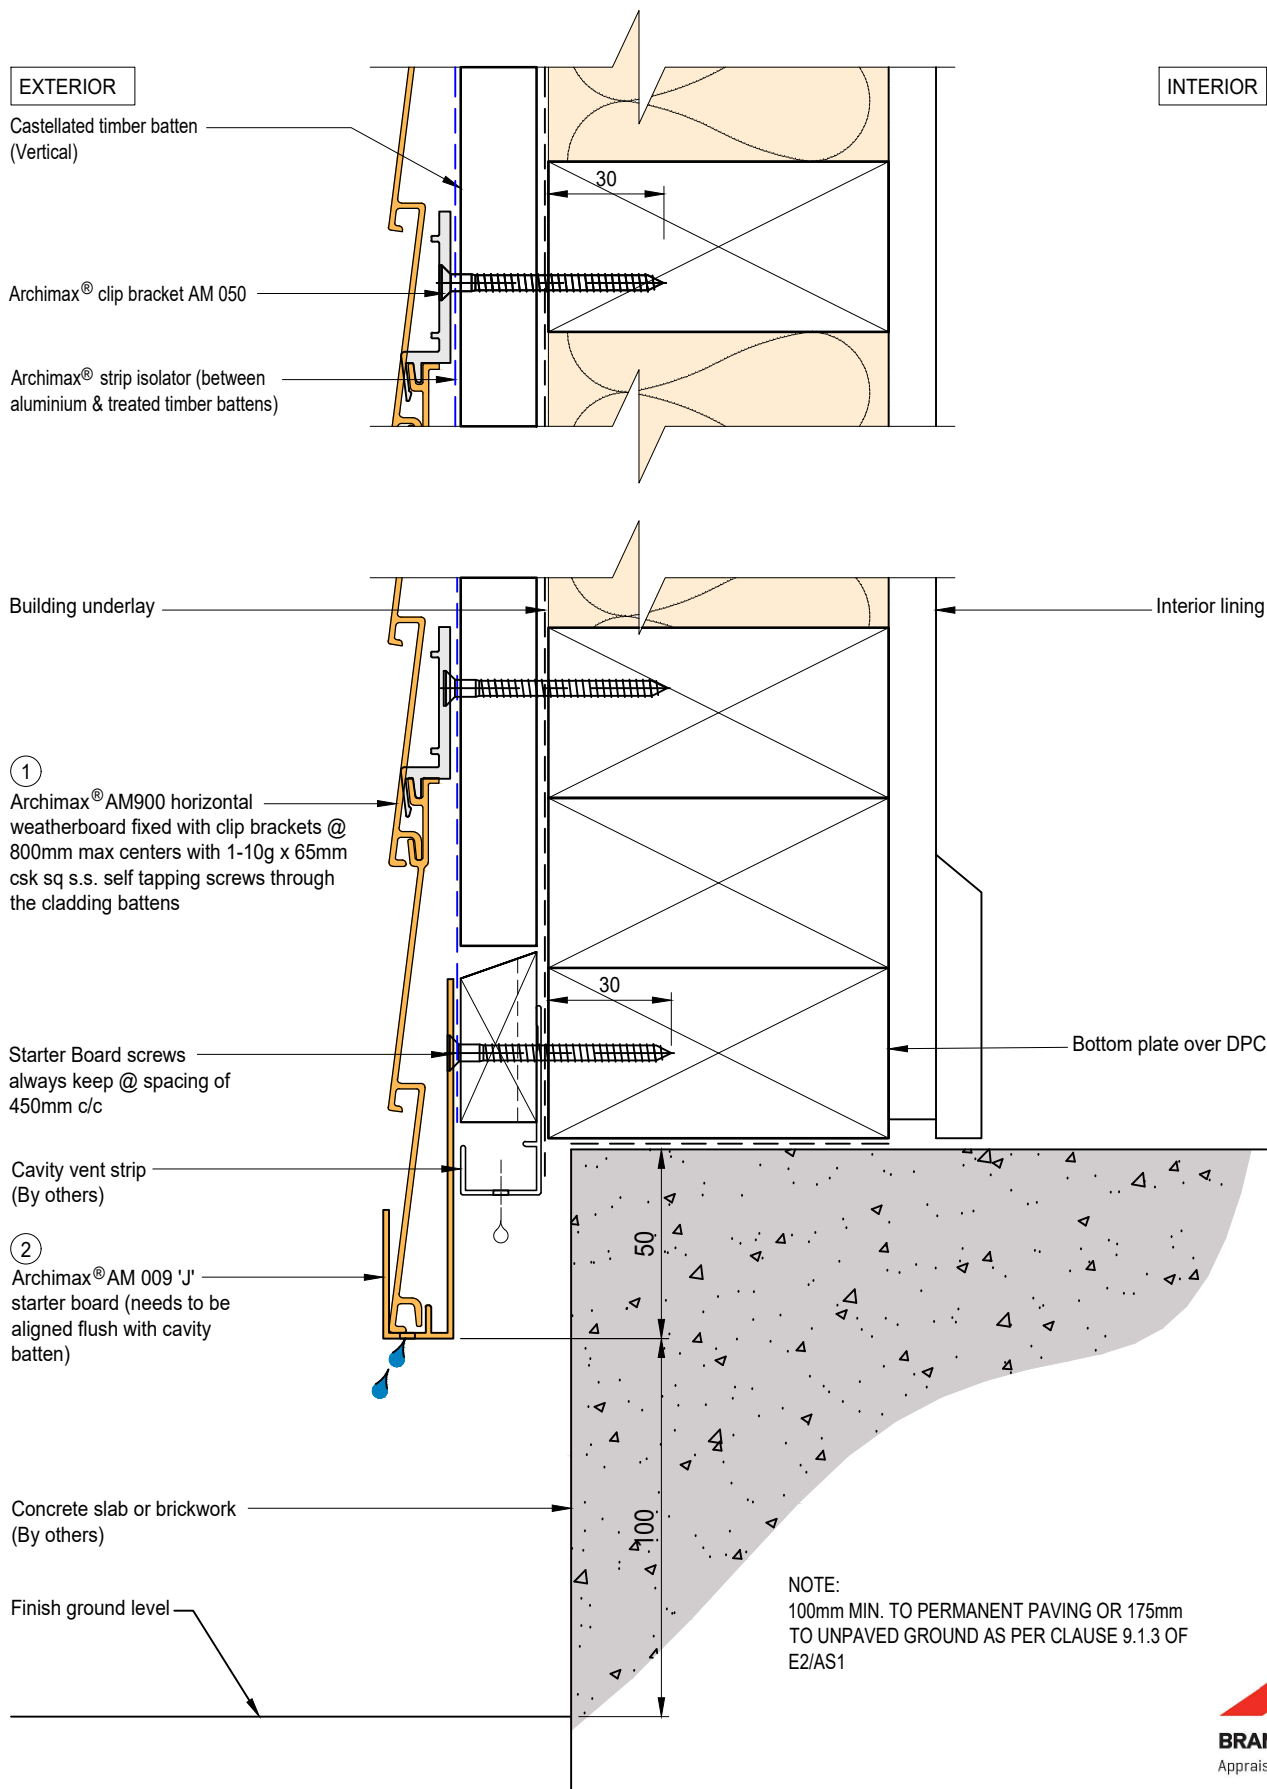 EXTERIOR
INTERIOR
Castellated timber batten
(Vertical)
30
Archimax® clip bracket AM 050
Archimax® strip isolator (between
aluminium & treated timber battens)
Building underlay
Interior lining
1
Archimax® AM900 horizontal
weatherboard fixed with clip brackets @
800mm max centers with 1-10g x 65mm
csk sq s.s. self tapping screws through
the cladding battens
30
Starter Board screws
always keep @ spacing of
450mm c/c
Bottom plate over DPC
Cavity vent strip
(By others)
50
2
Archimax® AM 009 'J'
starter board (needs to be
aligned flush with cavity
batten)
Concrete slab or brickwork
(By others)
100
NOTE:
100mm MIN. TO PERMANENT PAVING OR 175mm
TO UNPAVED GROUND AS PER CLAUSE 9.1.3 OF
E2/AS1
Finish ground level